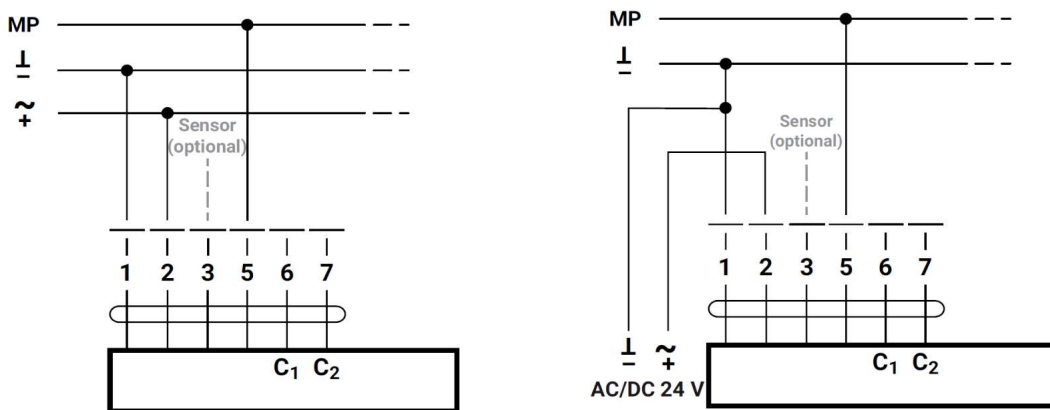 MP
⊥
–
~
+
Sensor
(optional)
1 2 3 5 6 7
C₁ C₂
MP
⊥
–
Sensor
(optional)
1 2 3 5 6 7
⊥ ~
– +
AC/DC 24 V
C₁ C₂